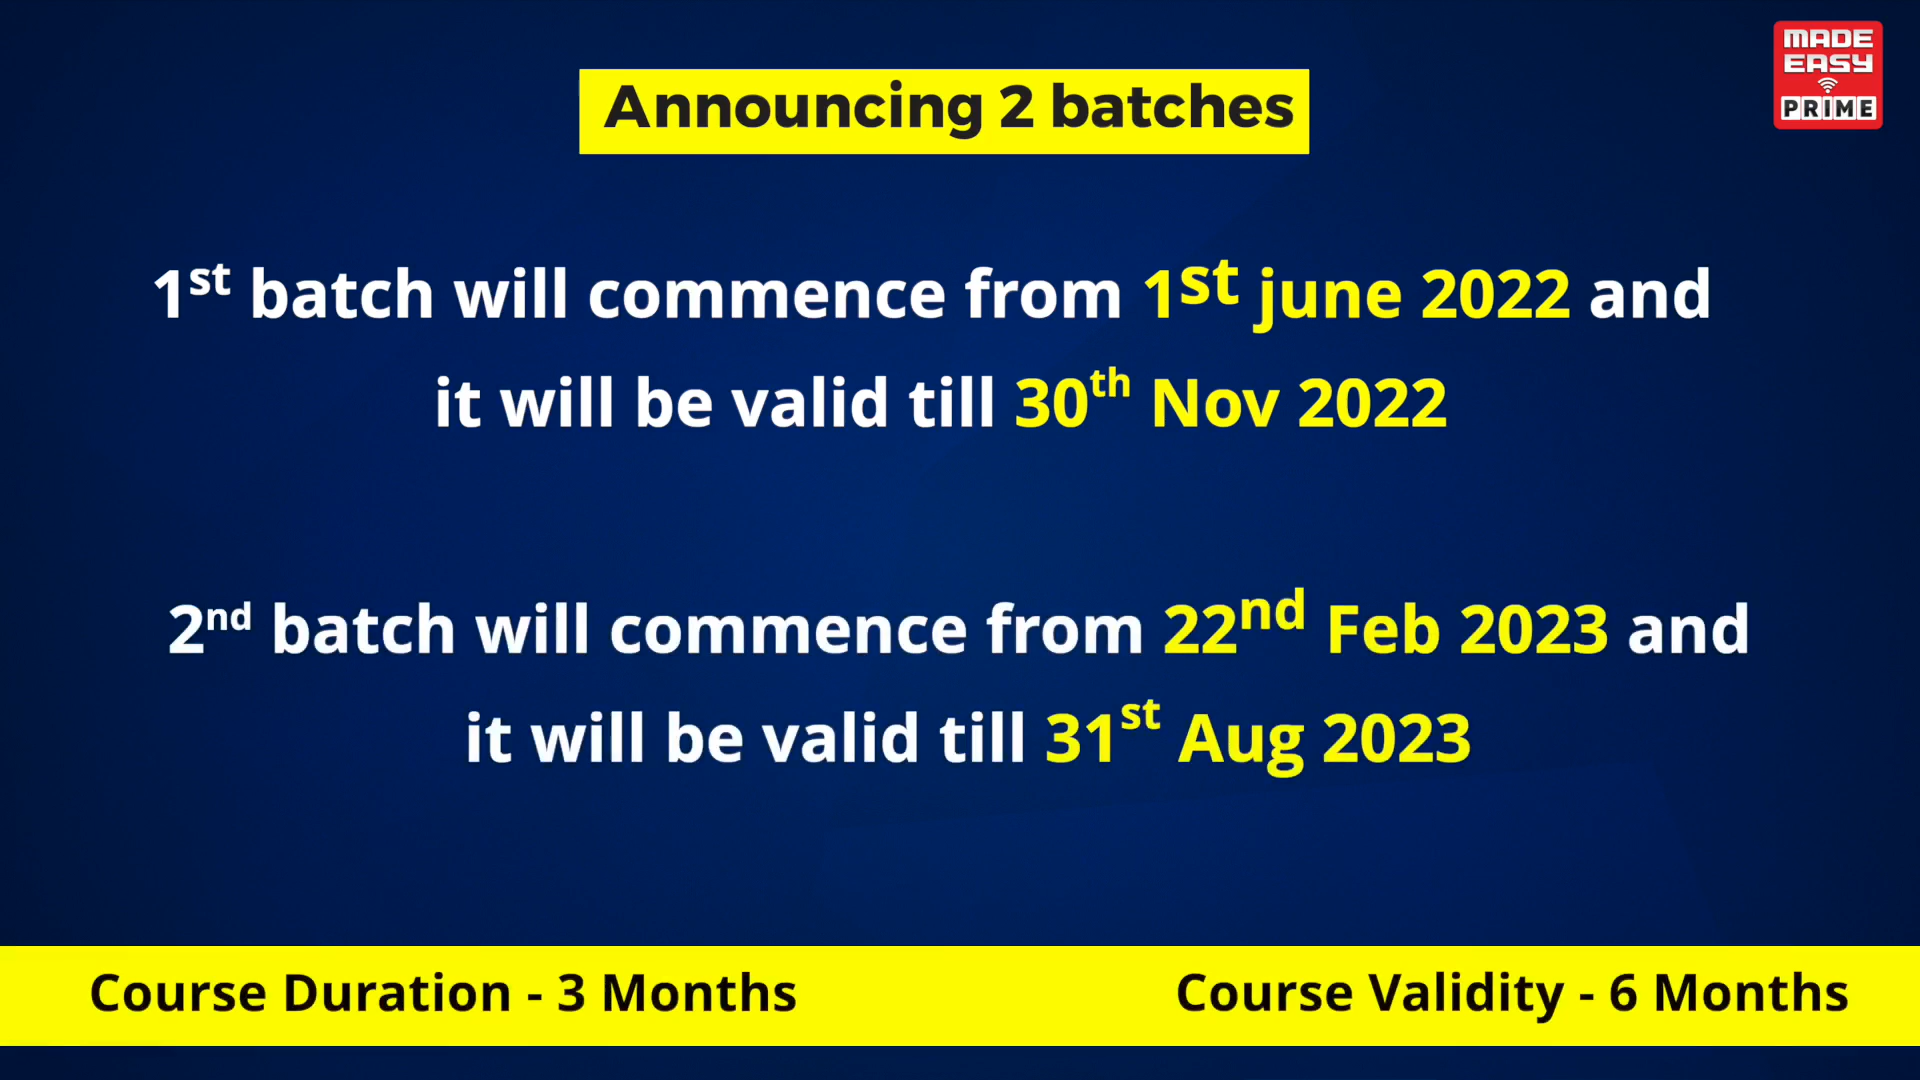 MADE
EASY
PRIME
Announcing 2 batches
1st batch will commence from 1st june 2022 and
it will be valid till 30th Nov 2022
2nd batch will commence from 22nd Feb 2023 and
it will be valid till 31st Aug 2023
Course Duration - 3 Months
Course Validity - 6 Months